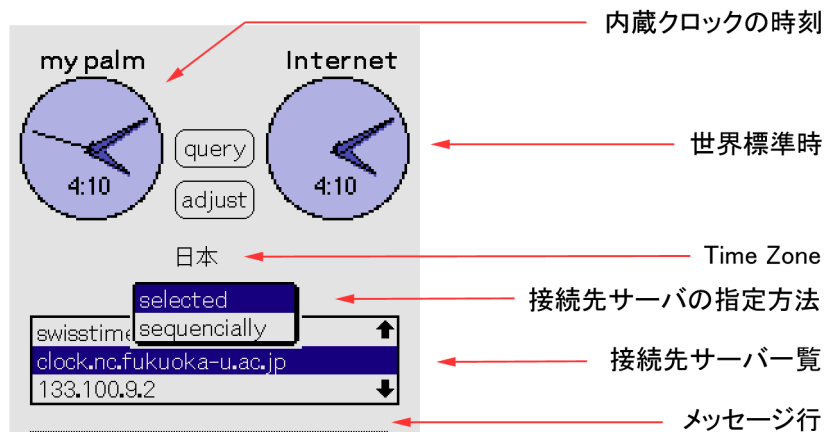 内蔵クロックの時刻
my palm
Internet
query
世界標準時
4:10
4:10
adjust
日本
Time Zone
selected
接続先サーバの指定方法
sequencially
swisstime
clock.nc.fukuoka-u.ac.jp
接続先サーバ一覧
133.100.9.2
メッセージ行